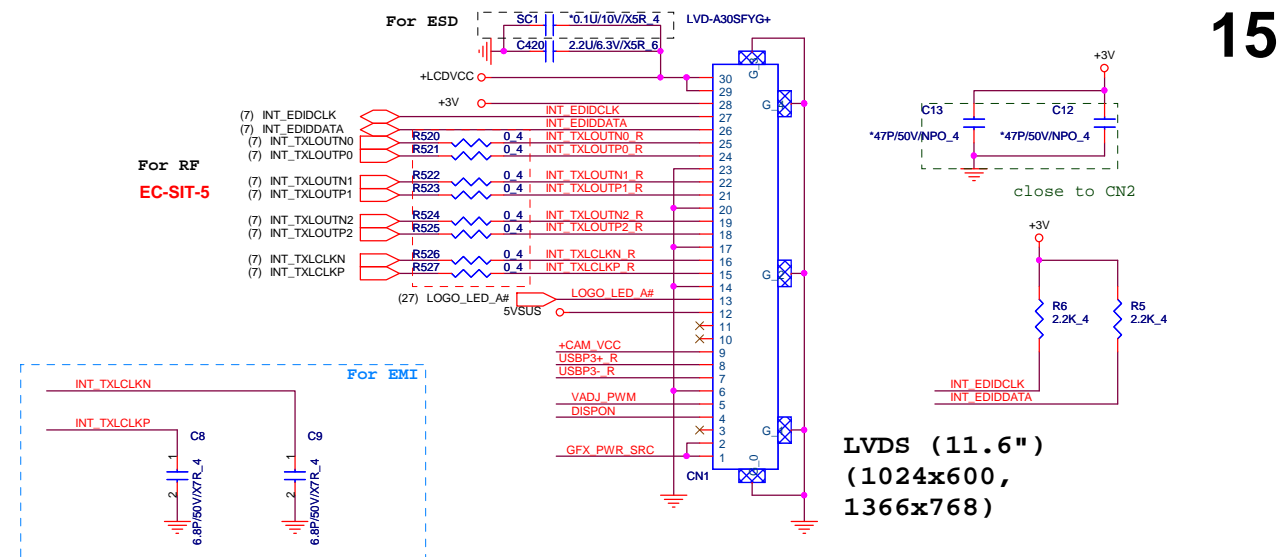 15
For ESD
SC1
*0.1U/10V/X5R_4
LVD-A30SFYG+
C420
2.2U/6.3V/X5R_6
+LCDVCC
+3V
(7) INT_EDIDCLK
INT_EDIDCLK
(7) INT_EDIDDATA
INT_EDIDDATA
(7) INT_TXLOUTN0
R520
0_4
INT_TXLOUTN0_R
(7) INT_TXLOUTP0
R521
0_4
INT_TXLOUTP0_R
For RF
EC-SIT-5
(7) INT_TXLOUTN1
R522
0_4
INT_TXLOUTN1_R
(7) INT_TXLOUTP1
R523
0_4
INT_TXLOUTP1_R
(7) INT_TXLOUTN2
R524
0_4
INT_TXLOUTN2_R
(7) INT_TXLOUTP2
R525
0_4
INT_TXLOUTP2_R
(7) INT_TXLCLKN
R526
0_4
INT_TXLCLKN_R
(7) INT_TXLCLKP
R527
0_4
INT_TXLCLKP_R
(27) LOGO_LED_A#
LOGO_LED_A#
5VSUS
+CAM_VCC
USBP3+_R
USBP3-_R
VADJ_PWM
DISPON
GFX_PWR_SRC
30
29
28
27
26
25
24
23
22
21
20
19
18
17
16
15
14
13
12
11
10
9
8
7
6
5
4
3
2
1
CN1
+3V
C13
C12
*47P/50V/NPO_4
*47P/50V/NPO_4
close to CN2
+3V
R6
2.2K_4
R5
2.2K_4
INT_EDIDCLK
INT_EDIDDATA
LVDS (11.6")
(1024x600,
1366x768)
For EMI
INT_TXLCLKN
INT_TXLCLKP
C8
1
2
6.8P/50V/X7R_4
C9
1
2
6.8P/50V/X7R_4